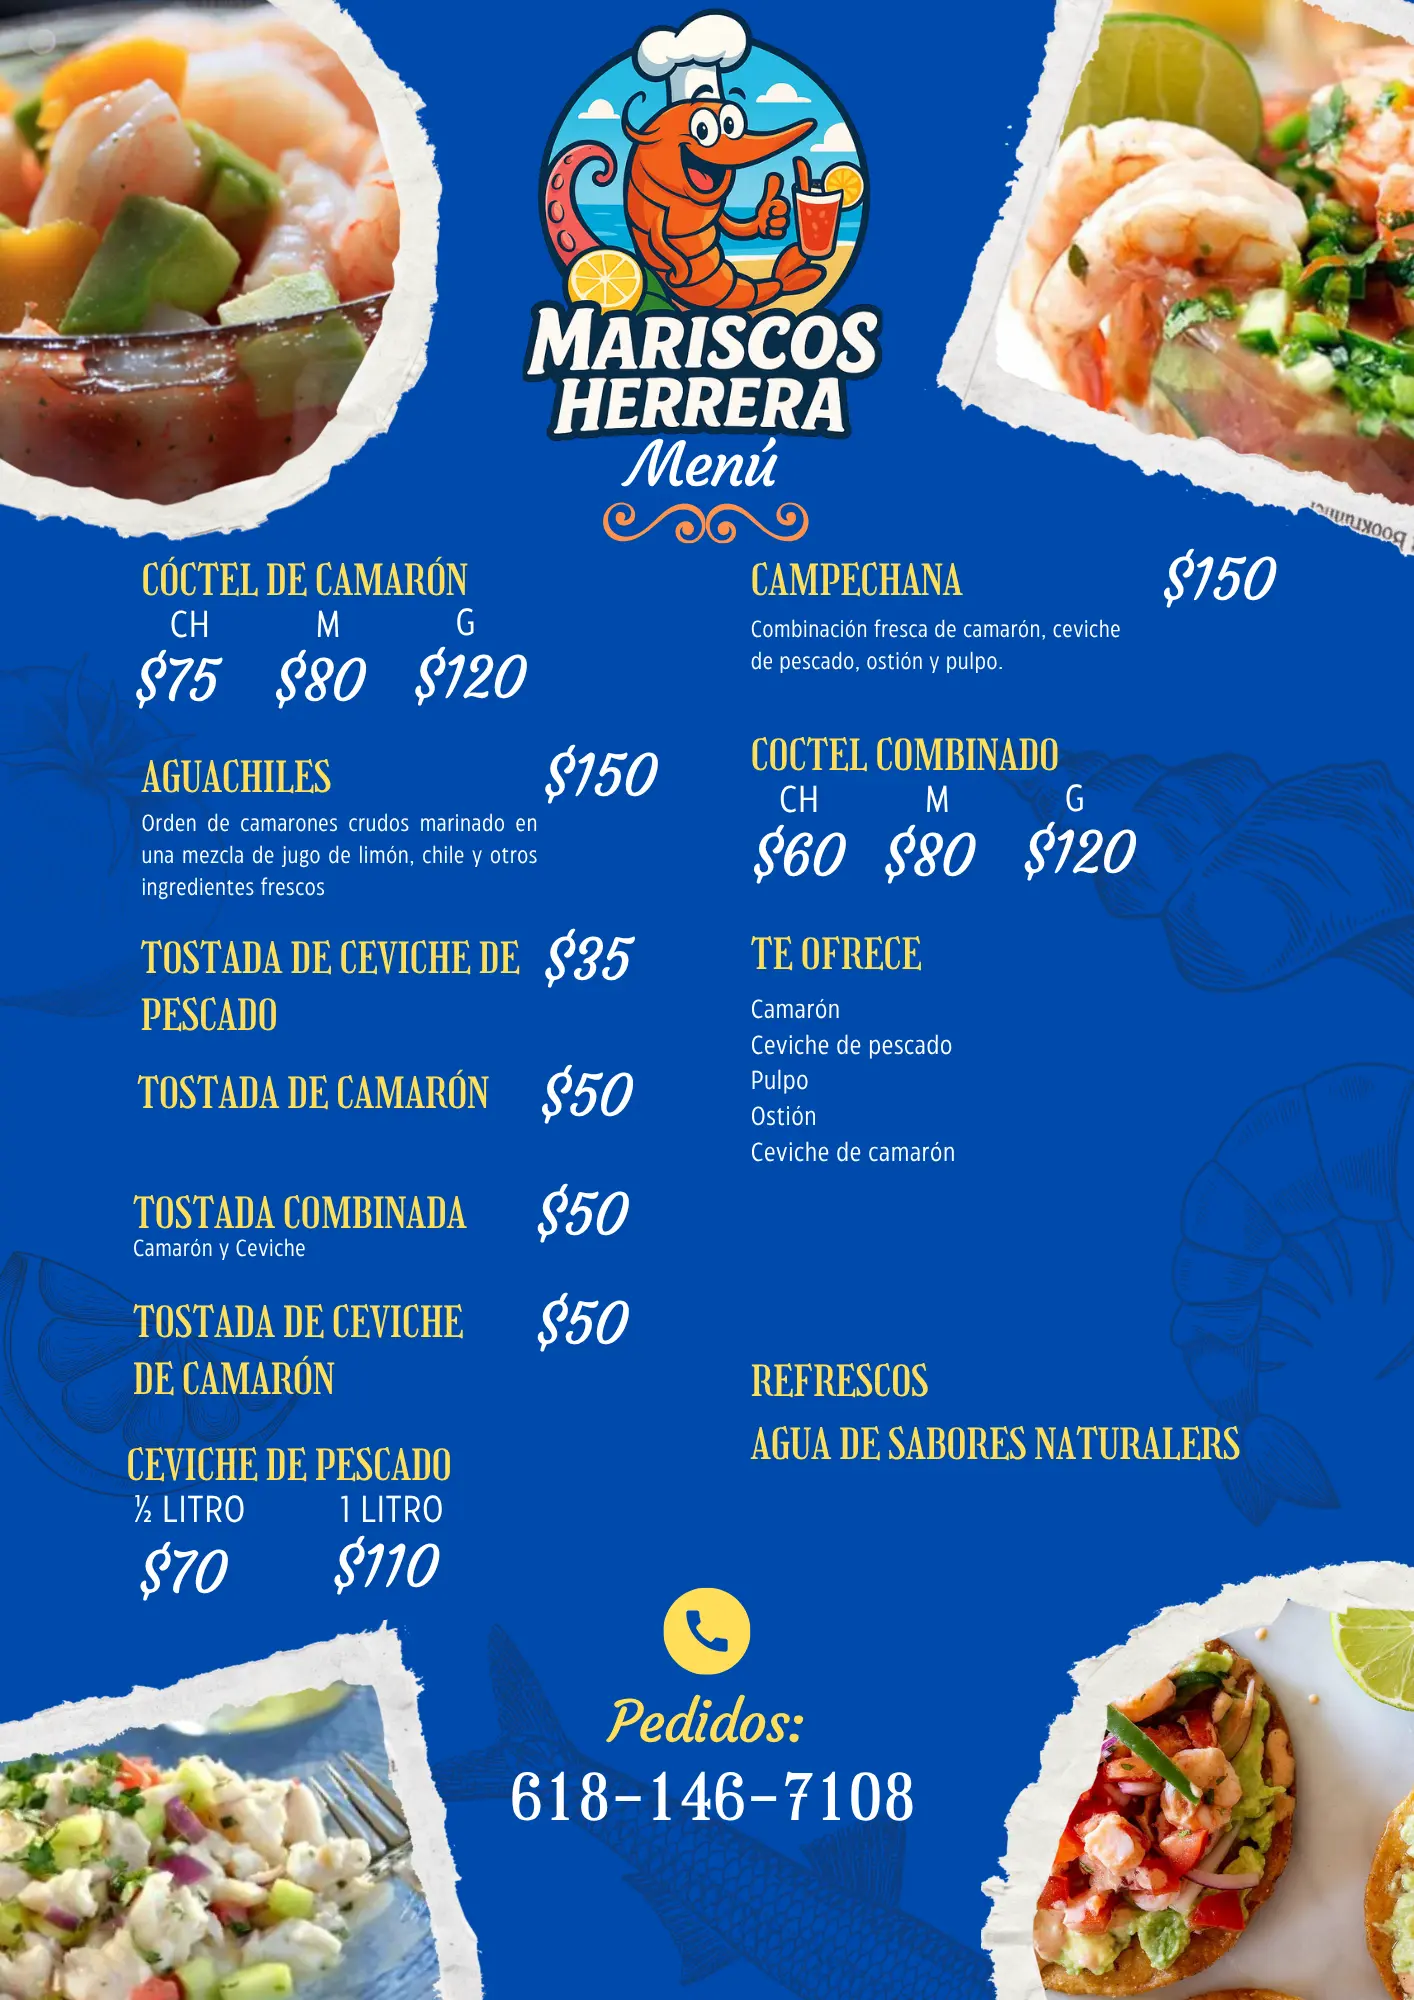 MARISCOS
HERRERA
Menú
CÓCTEL DE CAMARÓN
CH M G
$75 $80 $120
AGUACHILES $150
Orden de camarones crudos marinado en
una mezcla de jugo de limón, chile y otros
ingredientes frescos
TOSTADA DE CEVICHE DE $35
PESCADO
TOSTADA DE CAMARÓN $50
TOSTADA COMBINADA $50
Camarón y Ceviche
TOSTADA DE CEVICHE $50
DE CAMARÓN
CEVICHE DE PESCADO
½ LITRO 1 LITRO
$70 $110
CAMPECHANA $150
Combinación fresca de camarón, ceviche
de pescado, ostión y pulpo.
COCTEL COMBINADO
CH M G
$60 $80 $120
TE OFRECE
Camarón
Ceviche de pescado
Pulpo
Ostión
Ceviche de camarón
REFRESCOS
AGUA DE SABORES NATURALERS
Pedidos:
618-146-7108